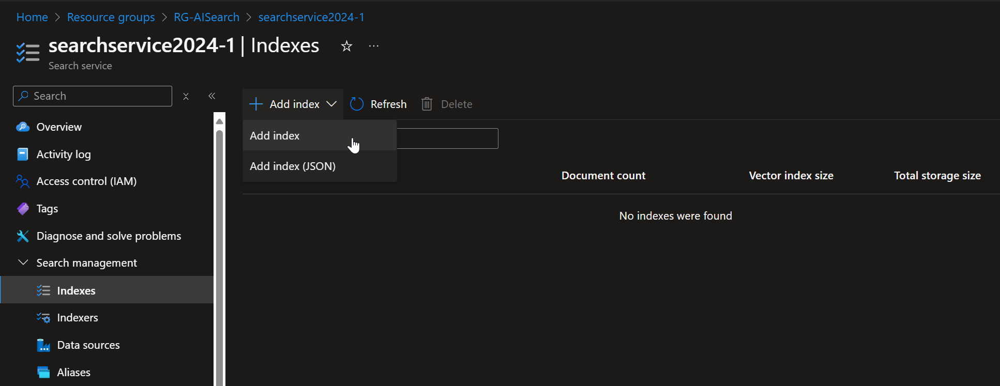 Home > Resource groups > RG-AISearch > searchservice2024-1
searchservice2024-1 | Indexes
Search service
Search
Add index
Refresh
Delete
Overview
Activity log
Access control (IAM)
Tags
Diagnose and solve problems
Search management
Indexes
Indexers
Data sources
Aliases
Add index
Add index (JSON)
Document count
Vector index size
Total storage size
No indexes were found